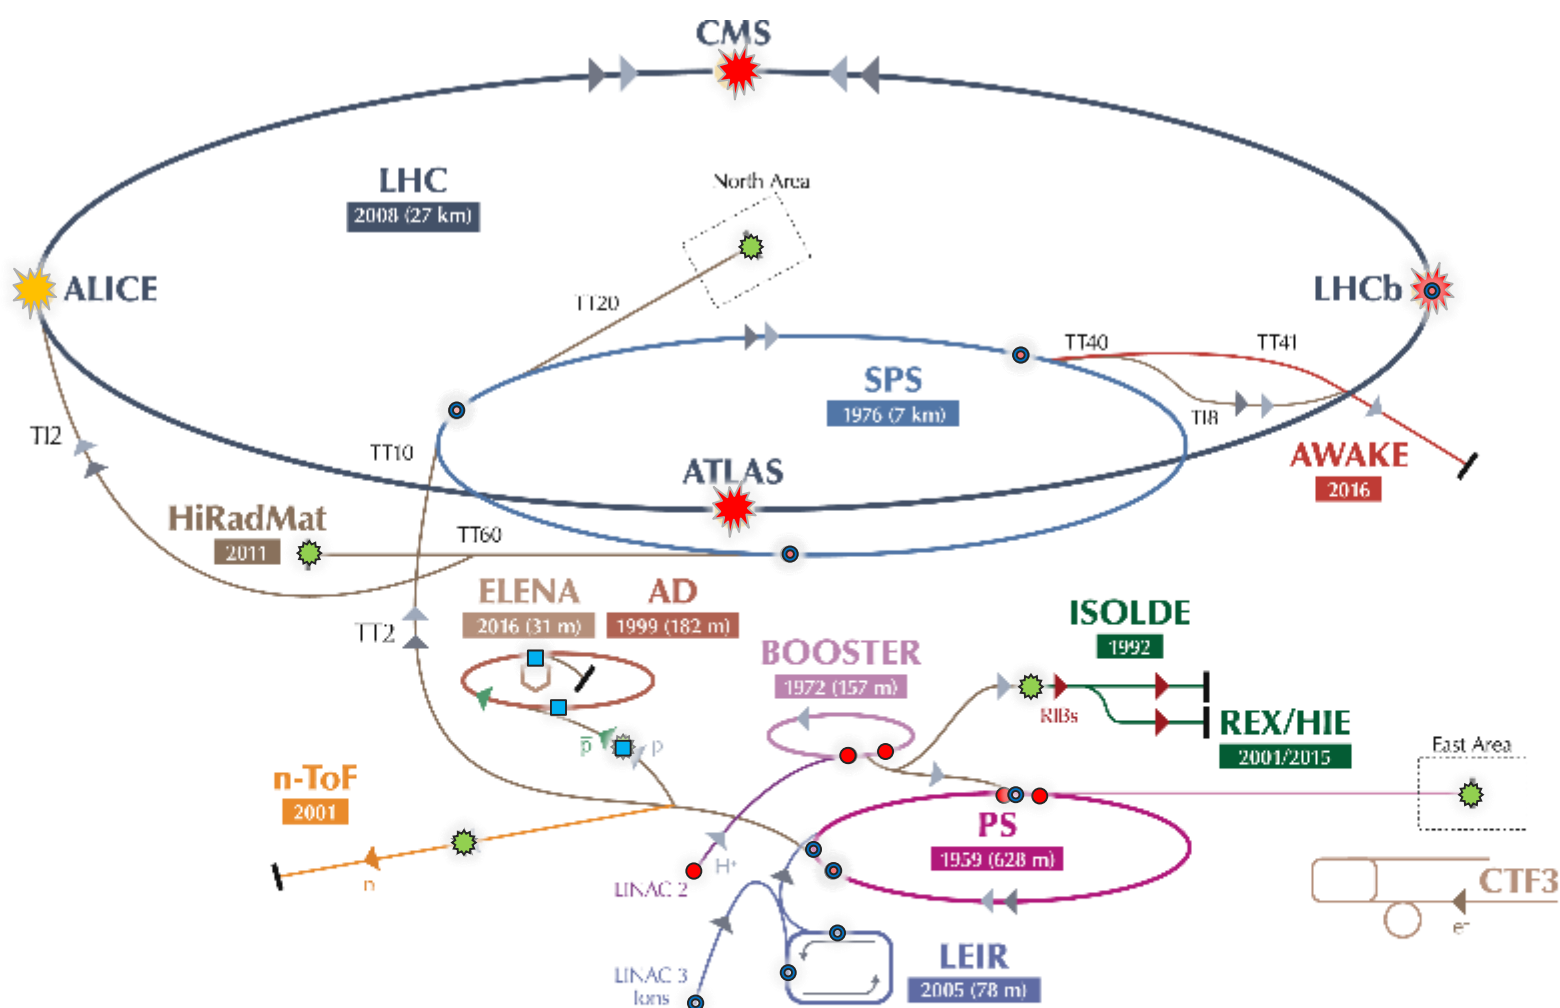 CMS
LHC
2008 (27 km)
North Area
ALICE
LHCb
TT20
TT40
TT41
SPS
1976 (7 km)
TI8
TI2
TT10
AWAKE
2016
ATLAS
HiRadMat
2011
TT60
ELENA
2016 (31 m)
AD
1999 (182 m)
TT2
ISOLDE
1992
BOOSTER
1972 (157 m)
RIBs
REX/HIE
2001/2015
East Area
p̅
p
n-ToF
2001
PS
1959 (628 m)
n
H⁺
LINAC 2
CTF3
e⁻
LEIR
2005 (78 m)
LINAC 3
Ions